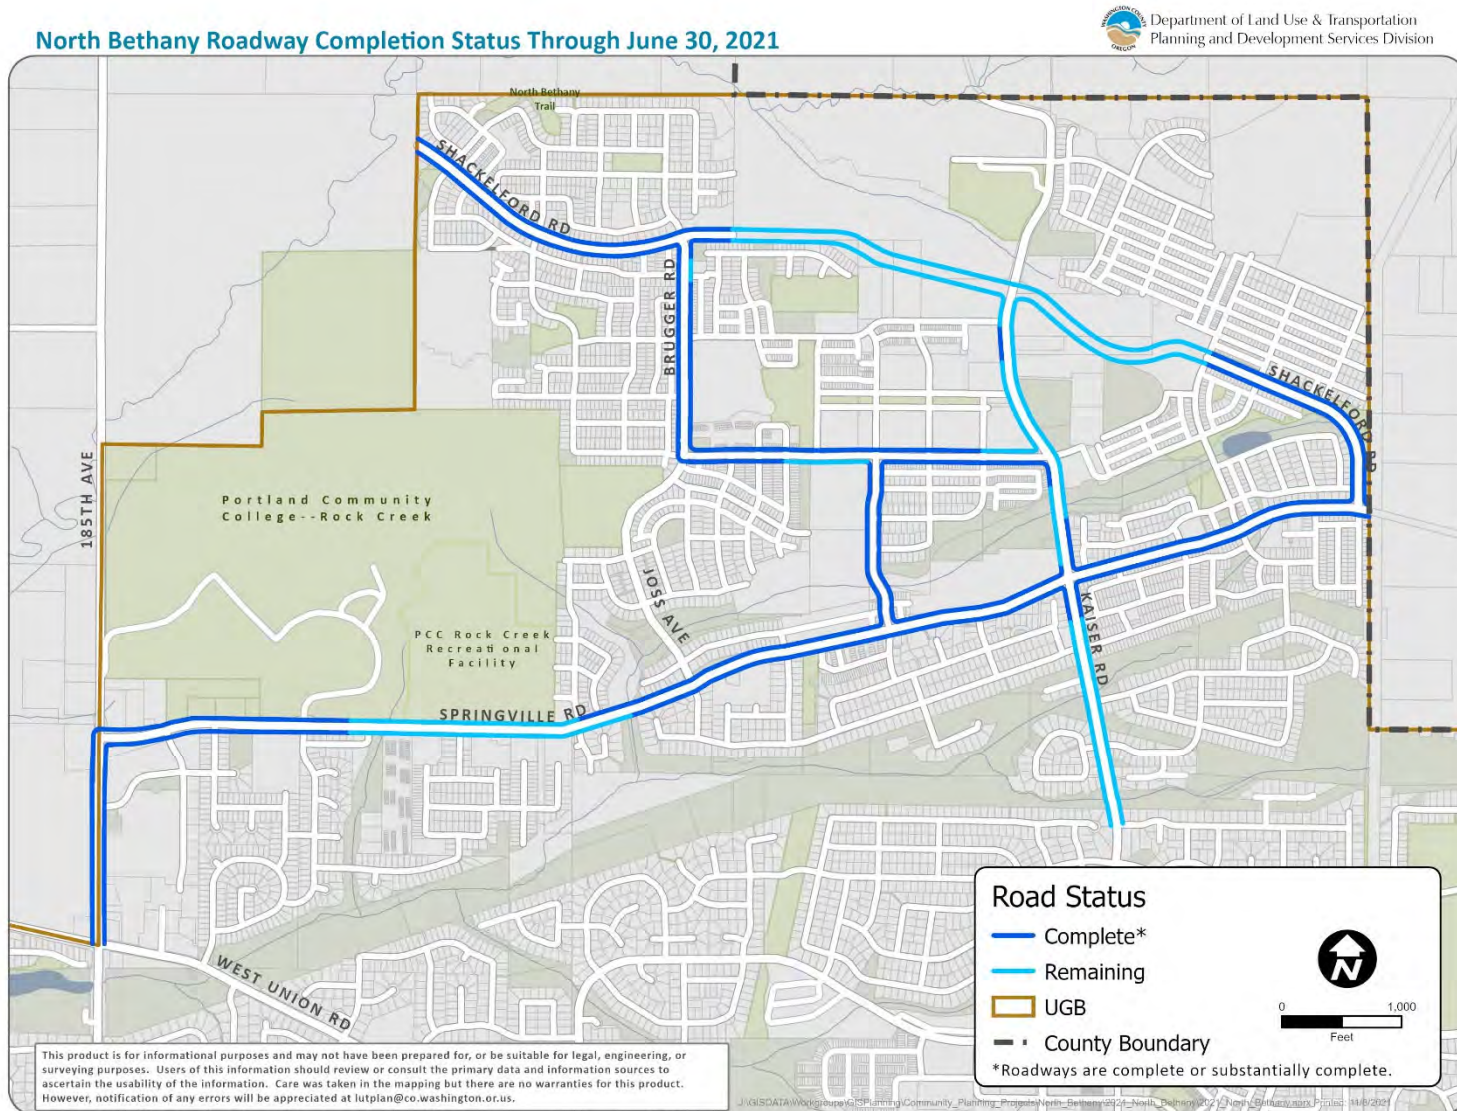 North Bethany Roadway Completion Status Through June 30, 2021
WASHINGTON COUNTY
OREGON
Department of Land Use & Transportation
Planning and Development Services Division
North Bethany
Trail
SHACKELFORD RD
BRUGGER RD
SHACKELFORD RD
185TH AVE
Portland Community
College--Rock Creek
JOSS AVE
KAISER RD
PCC Rock Creek
Recreati onal
Facility
SPRINGVILLE RD
WEST UNION RD
Road Status
Complete*
Remaining
UGB
County Boundary
N
0 1,000
Feet
*Roadways are complete or substantially complete.
This product is for informational purposes and may not have been prepared for, or be suitable for legal, engineering, or
surveying purposes. Users of this information should review or consult the primary data and information sources to
ascertain the usability of the information. Care was taken in the mapping but there are no warranties for this product.
However, notification of any errors will be appreciated at lutplan@co.washington.or.us.